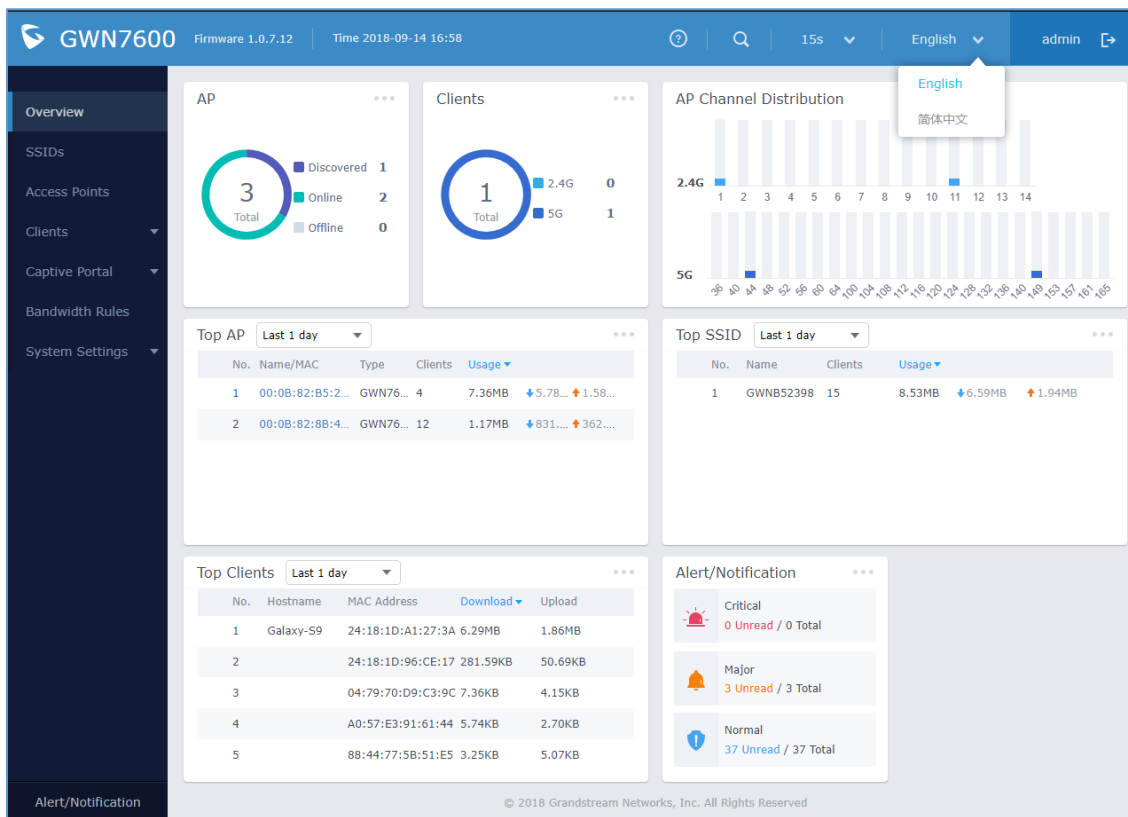 GWN7600 Firmware 1.0.7.12 Time 2018-09-14 16:58 15s English admin
English
简体中文
Overview
SSIDs
Access Points
Clients
Captive Portal
Bandwidth Rules
System Settings
Alert/Notification
AP
3
Total
Discovered 1
Online 2
Offline 0
Clients
1
Total
2.4G 0
5G 1
AP Channel Distribution
2.4G
1 2 3 4 5 6 7 8 9 10 11 12 13 14
5G
36 40 44 48 52 56 60 64 100 104 108 112 116 120 124 128 132 136 140 149 153 157 161 165
Top AP Last 1 day
No. Name/MAC Type Clients Usage
1 00:0B:82:B5:2... GWN76... 4 7.36MB 5.78... 1.58...
2 00:0B:82:8B:4... GWN76... 12 1.17MB 831.... 362....
Top SSID Last 1 day
No. Name Clients Usage
1 GWNB52398 15 8.53MB 6.59MB 1.94MB
Top Clients Last 1 day
No. Hostname MAC Address Download Upload
1 Galaxy-S9 24:18:1D:A1:27:3A 6.29MB 1.86MB
2 24:18:1D:96:CE:17 281.59KB 50.69KB
3 04:79:70:D9:C3:9C 7.36KB 4.15KB
4 A0:57:E3:91:61:44 5.74KB 2.70KB
5 88:44:77:5B:51:E5 3.25KB 5.07KB
Alert/Notification
Critical
0 Unread / 0 Total
Major
3 Unread / 3 Total
Normal
37 Unread / 37 Total
© 2018 Grandstream Networks, Inc. All Rights Reserved